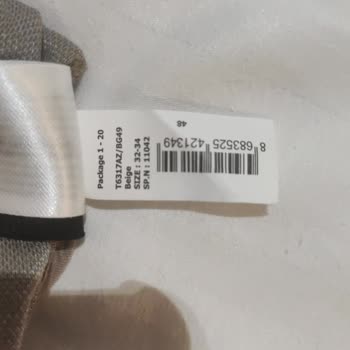 Package 1 - 20
T6317AZ/BG49
Beige
SIZE : 32-34
SP.N : 11042
8 683525 421349
48